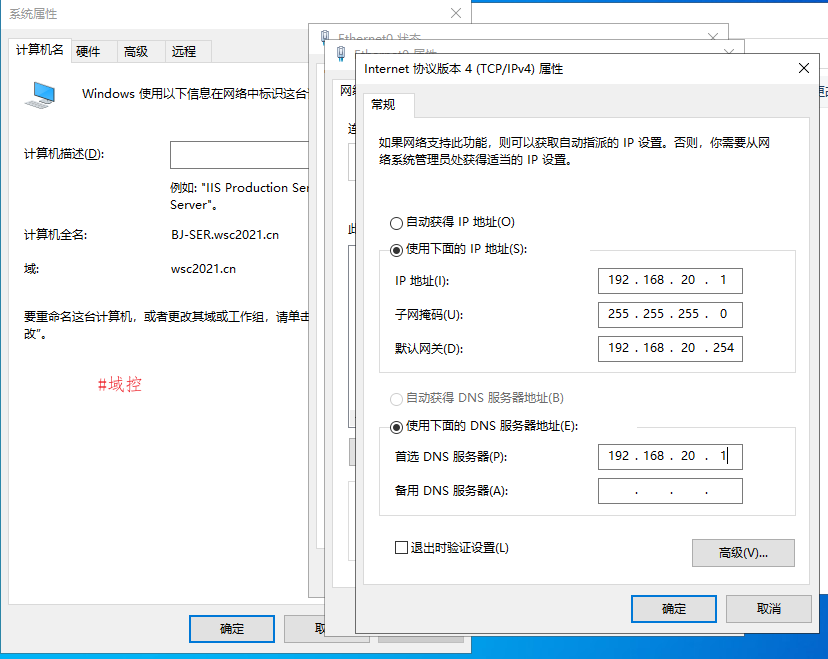 系统属性
计算机名 硬件 高级 远程
Windows 使用以下信息在网络中标识这台
计算机描述(D):
例如: "IIS Production Ser
Server"。
计算机全名:
BJ-SER.wsc2021.cn
域:
wsc2021.cn
要重命名这台计算机，或者更改其域或工作组，请单击
改"。
#域控
确定
Ethernet0 状态
Ethernet0 属性
网络
Internet 协议版本 4 (TCP/IPv4) 属性
常规
如果网络支持此功能，则可以获取自动指派的 IP 设置。否则，你需要从网
络系统管理员处获得适当的 IP 设置。
自动获得 IP 地址(O)
使用下面的 IP 地址(S):
IP 地址(I):
192 . 168 . 20 . 1
子网掩码(U):
255 . 255 . 255 . 0
默认网关(D):
192 . 168 . 20 . 254
自动获得 DNS 服务器地址(B)
使用下面的 DNS 服务器地址(E):
首选 DNS 服务器(P):
192 . 168 . 20 . 1
备用 DNS 服务器(A):
. . .
退出时验证设置(L)
高级(V)...
确定
取消